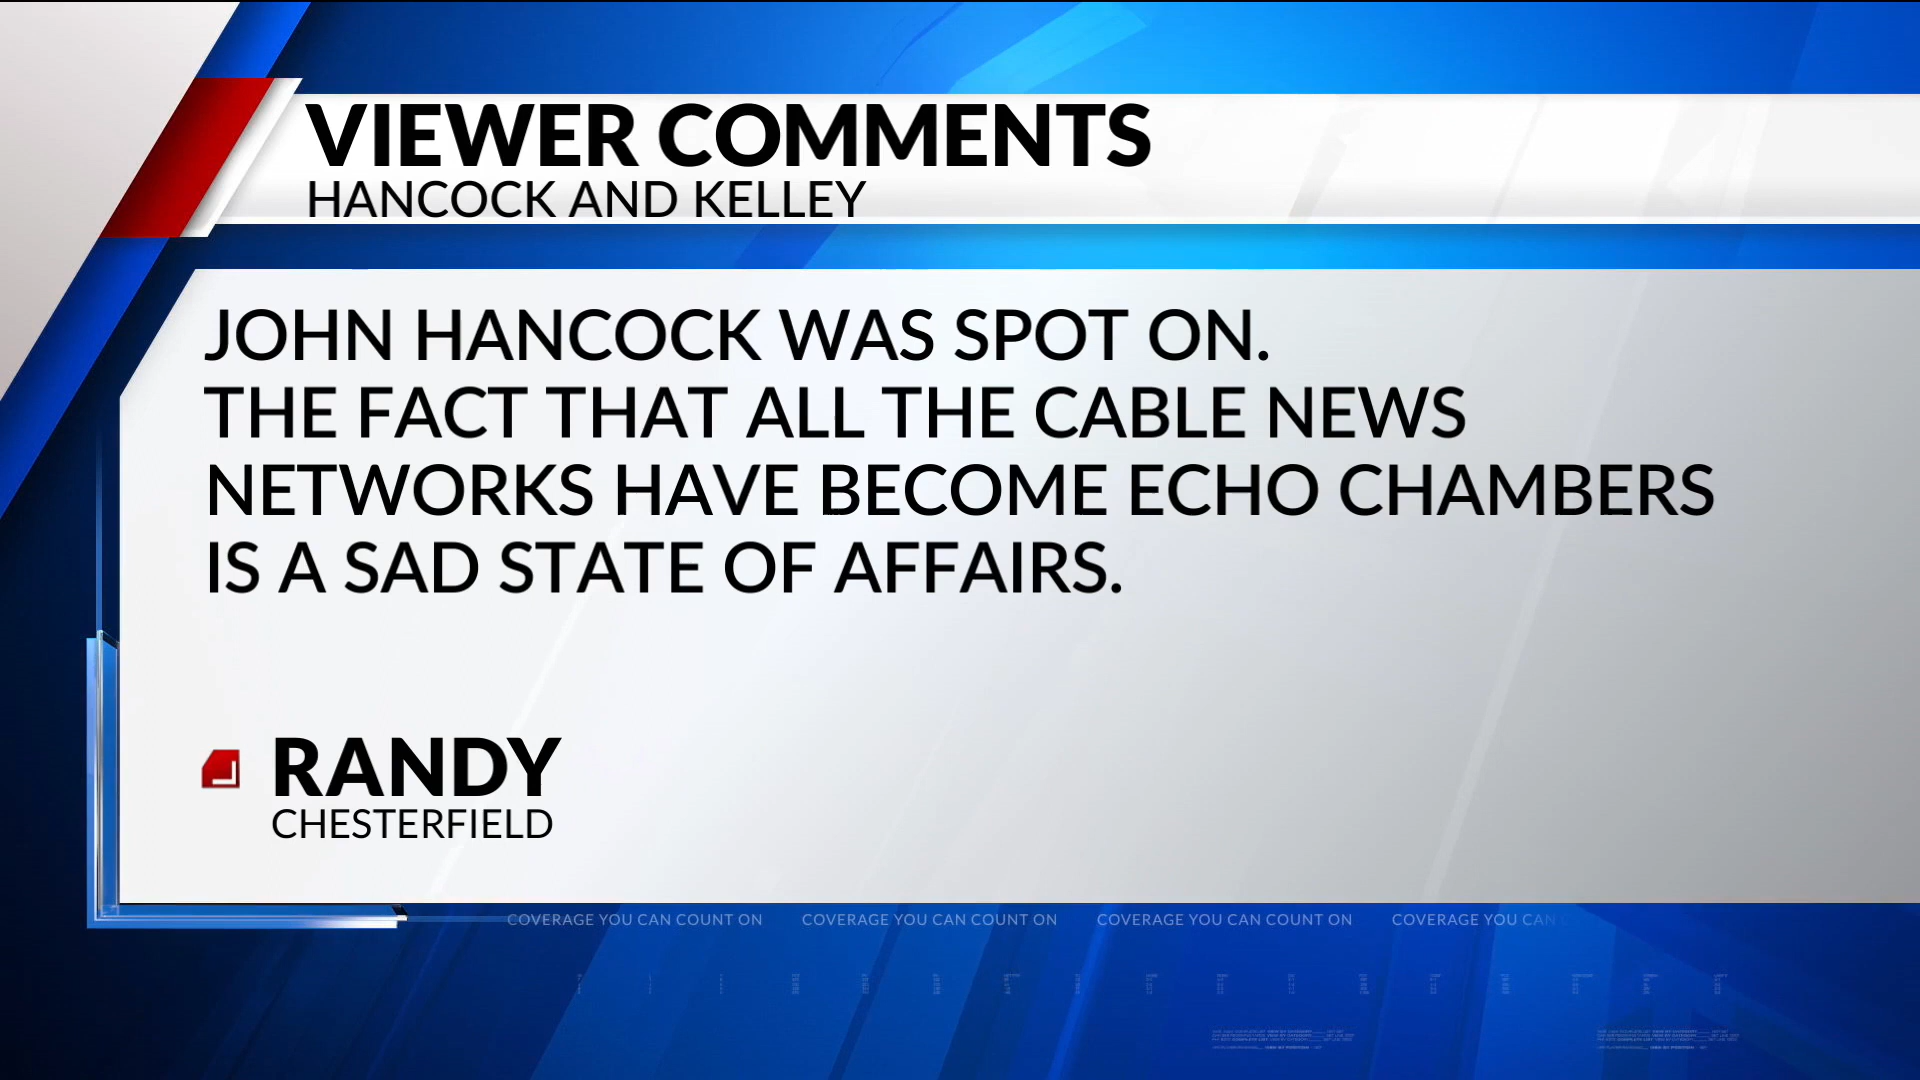 VIEWER COMMENTS
HANCOCK AND KELLEY
JOHN HANCOCK WAS SPOT ON.
THE FACT THAT ALL THE CABLE NEWS
NETWORKS HAVE BECOME ECHO CHAMBERS
IS A SAD STATE OF AFFAIRS.
RANDY
CHESTERFIELD
COVERAGE YOU CAN COUNT ON COVERAGE YOU CAN COUNT ON COVERAGE YOU CAN COUNT ON COVERAGE YOU CAN